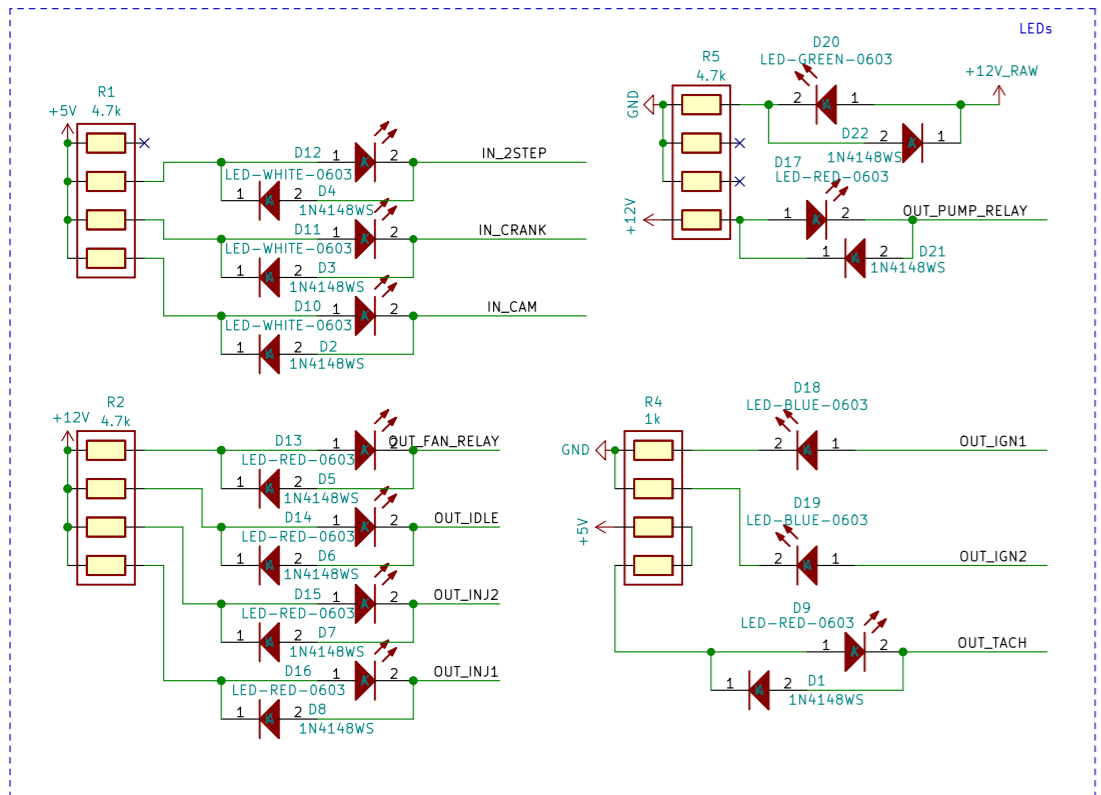 LEDs
R1
4.7k
+5V
D12
1
2
IN_2STEP
LED-WHITE-0603
D4
1
2
1N4148WS
D11
1
2
IN_CRANK
LED-WHITE-0603
D3
1
2
1N4148WS
D10
1
2
IN_CAM
LED-WHITE-0603
D2
1
2
1N4148WS
R5
4.7k
GND
+12V
D20
LED-GREEN-0603
2
1
+12V_RAW
D22
2
1
1N4148WS
D17
LED-RED-0603
1
2
OUT_PUMP_RELAY
1
2
D21
1N4148WS
R2
4.7k
+12V
D13
1
2
OUT_FAN_RELAY
LED-RED-0603
D5
1
2
1N4148WS
D14
1
2
OUT_IDLE
LED-RED-0603
D6
1
2
1N4148WS
D15
1
2
OUT_INJ2
LED-RED-0603
D7
1
2
1N4148WS
D16
1
2
OUT_INJ1
LED-RED-0603
D8
1
2
1N4148WS
R4
1k
GND
+5V
D18
LED-BLUE-0603
2
1
OUT_IGN1
D19
LED-BLUE-0603
2
1
OUT_IGN2
D9
LED-RED-0603
1
2
OUT_TACH
1
2
D1
1N4148WS